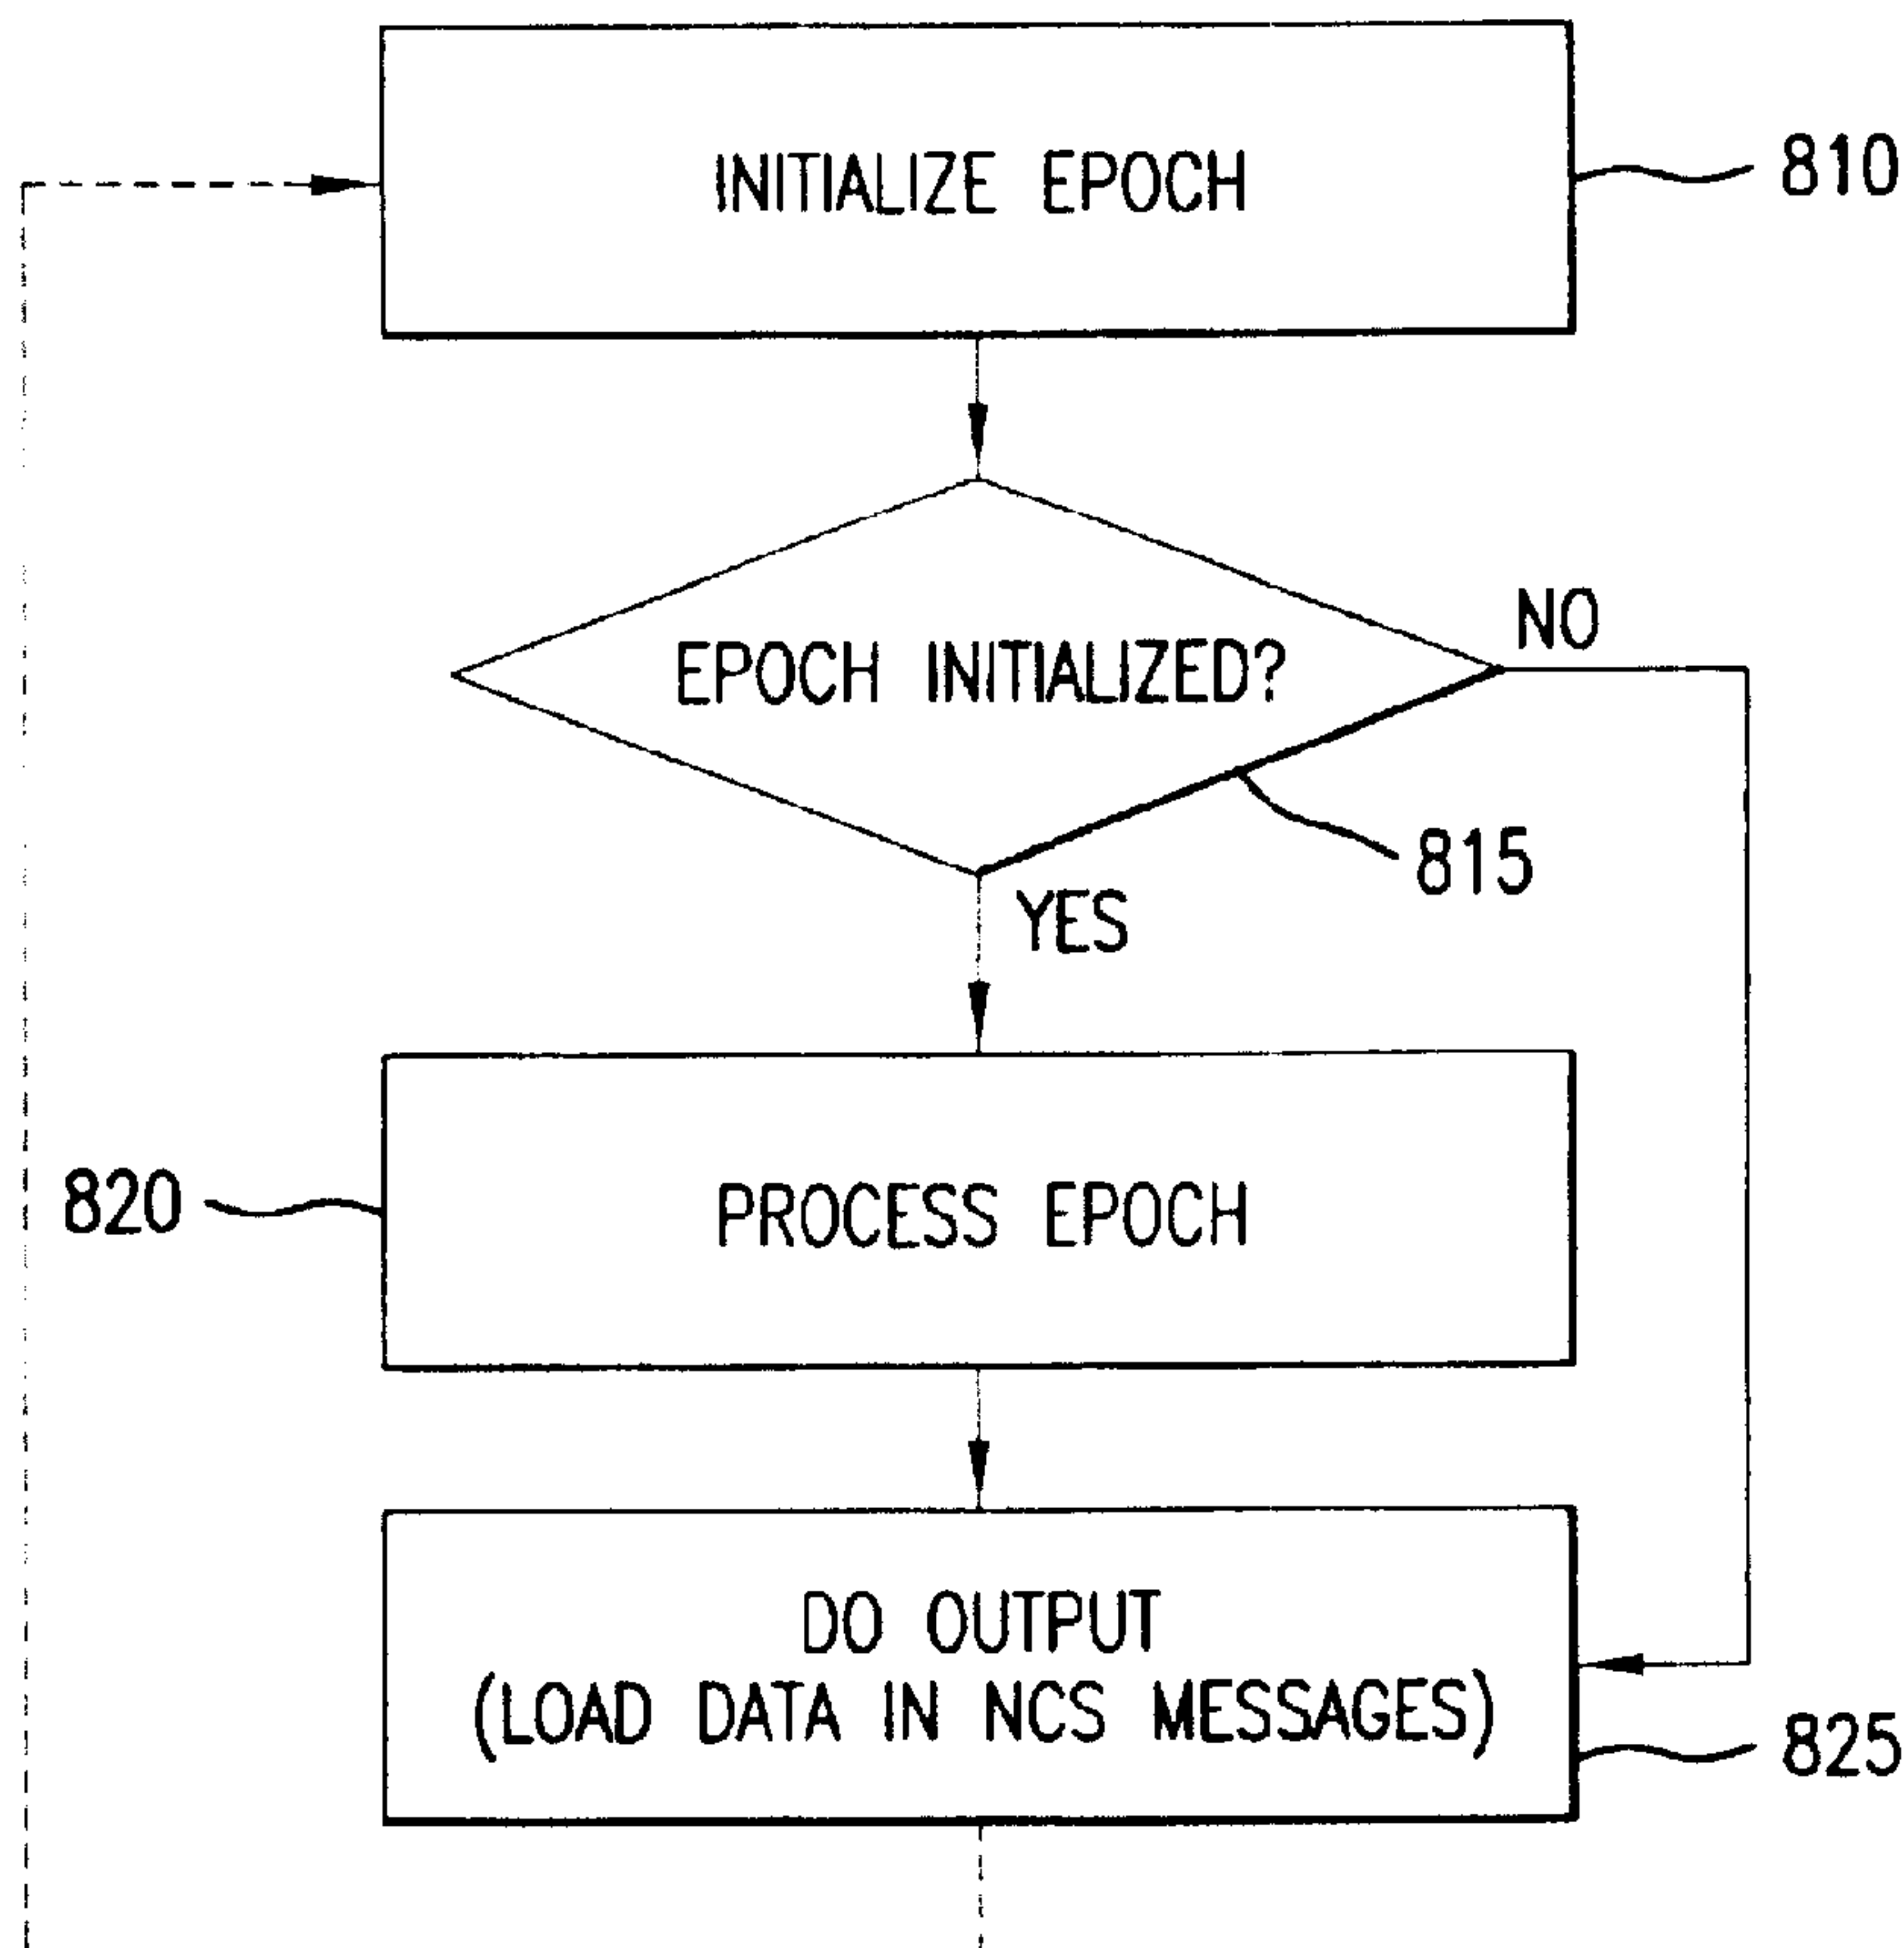 INITIALIZE EPOCH
810
EPOCH INITIALIZED?
NO
815
YES
820
PROCESS EPOCH
DO OUTPUT
(LOAD DATA IN NCS MESSAGES)
825